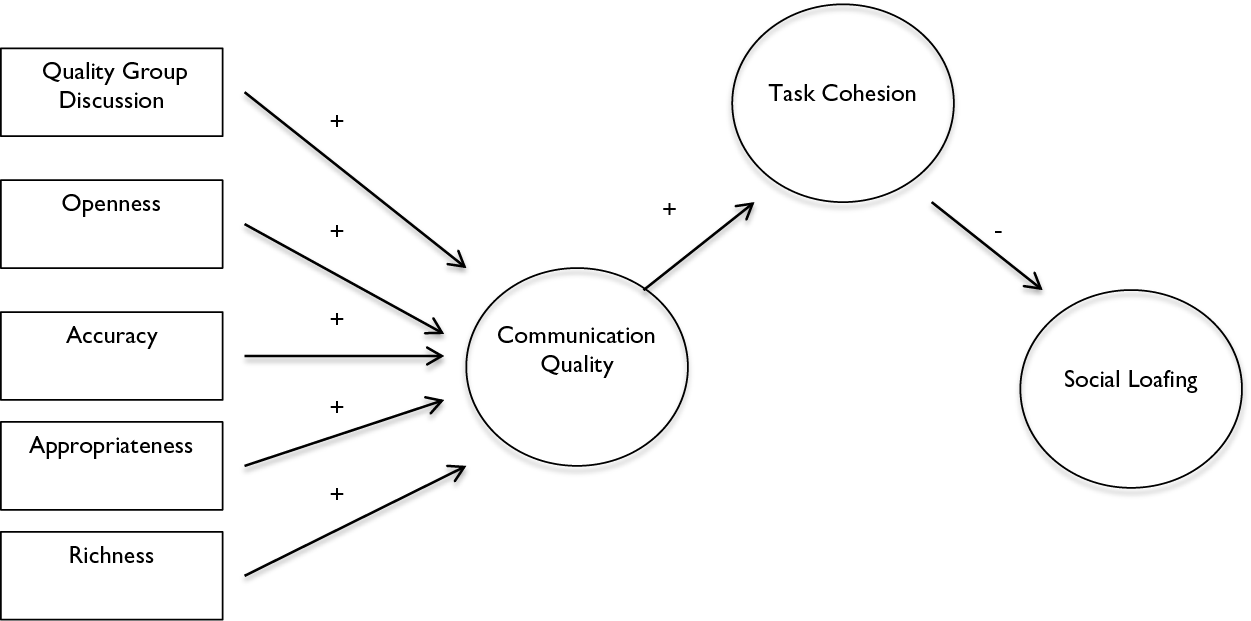 Quality Group
Discussion
+
Openness
+
Accuracy
+
Appropriateness
+
Richness
+
Communication
Quality
+
Task Cohesion
-
Social Loafing